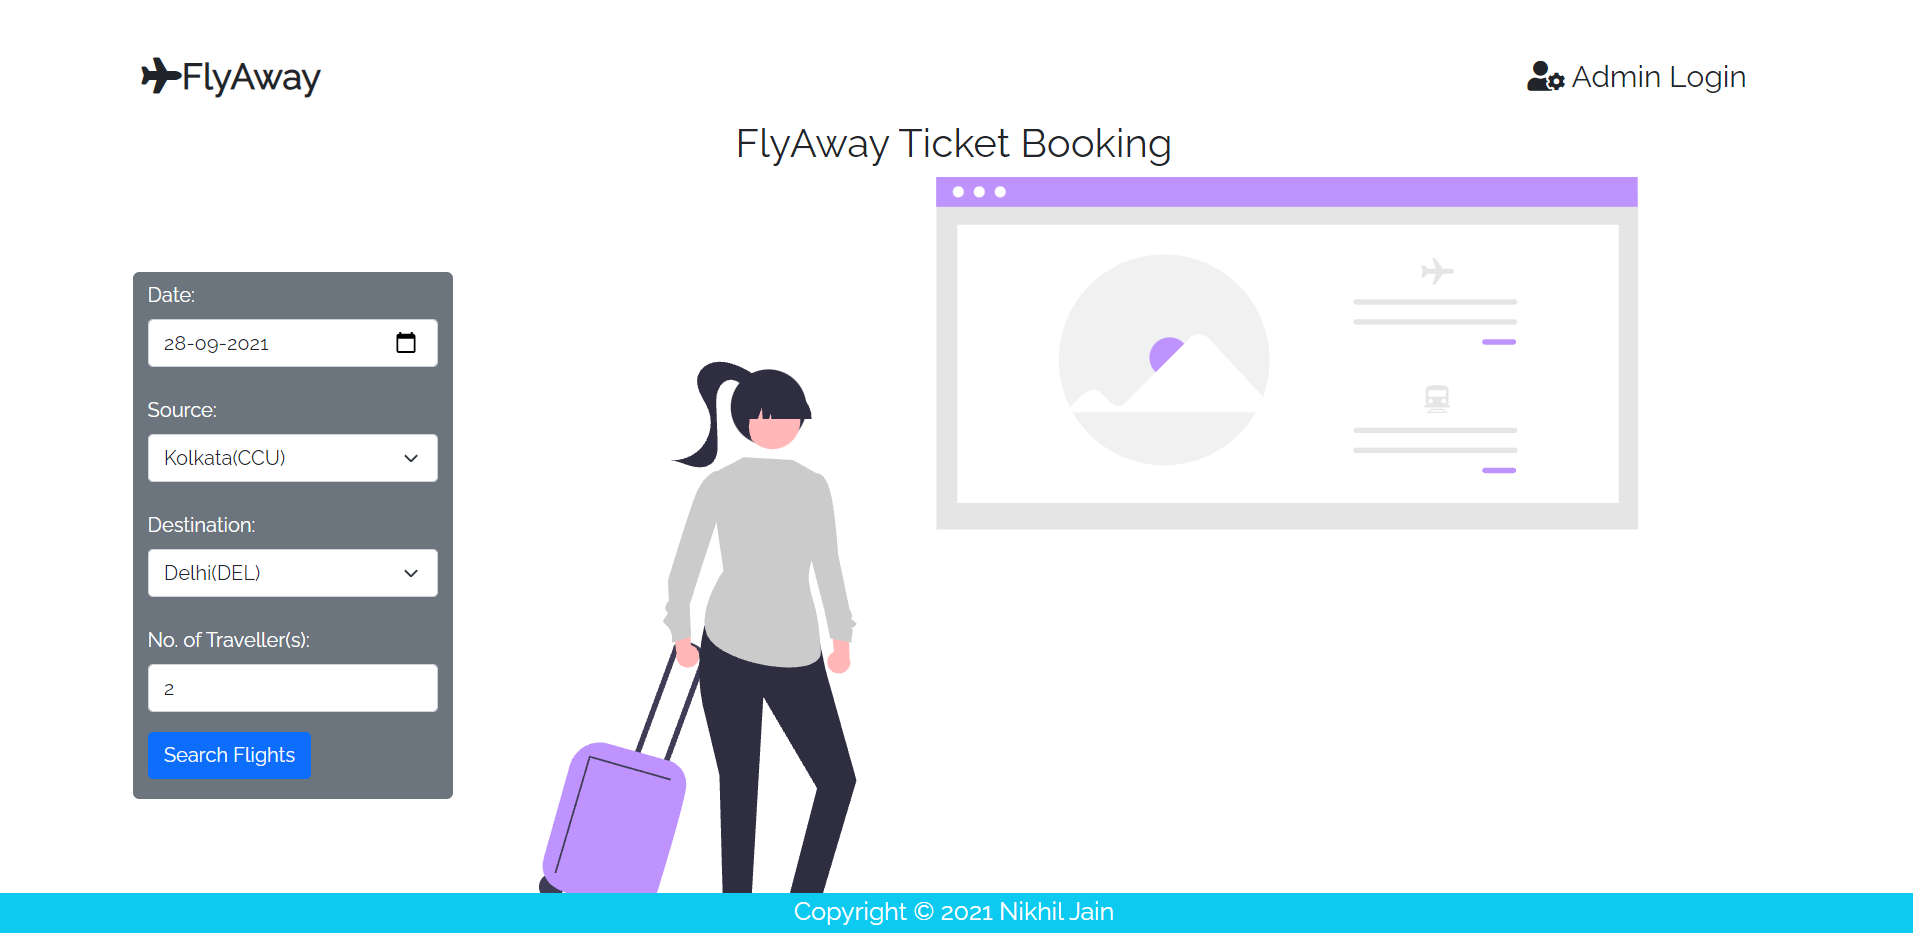 FlyAway
Admin Login
FlyAway Ticket Booking
Date:
28-09-2021
Source:
Kolkata(CCU)
Destination:
Delhi(DEL)
No. of Traveller(s):
2
Search Flights
Copyright © 2021 Nikhil Jain